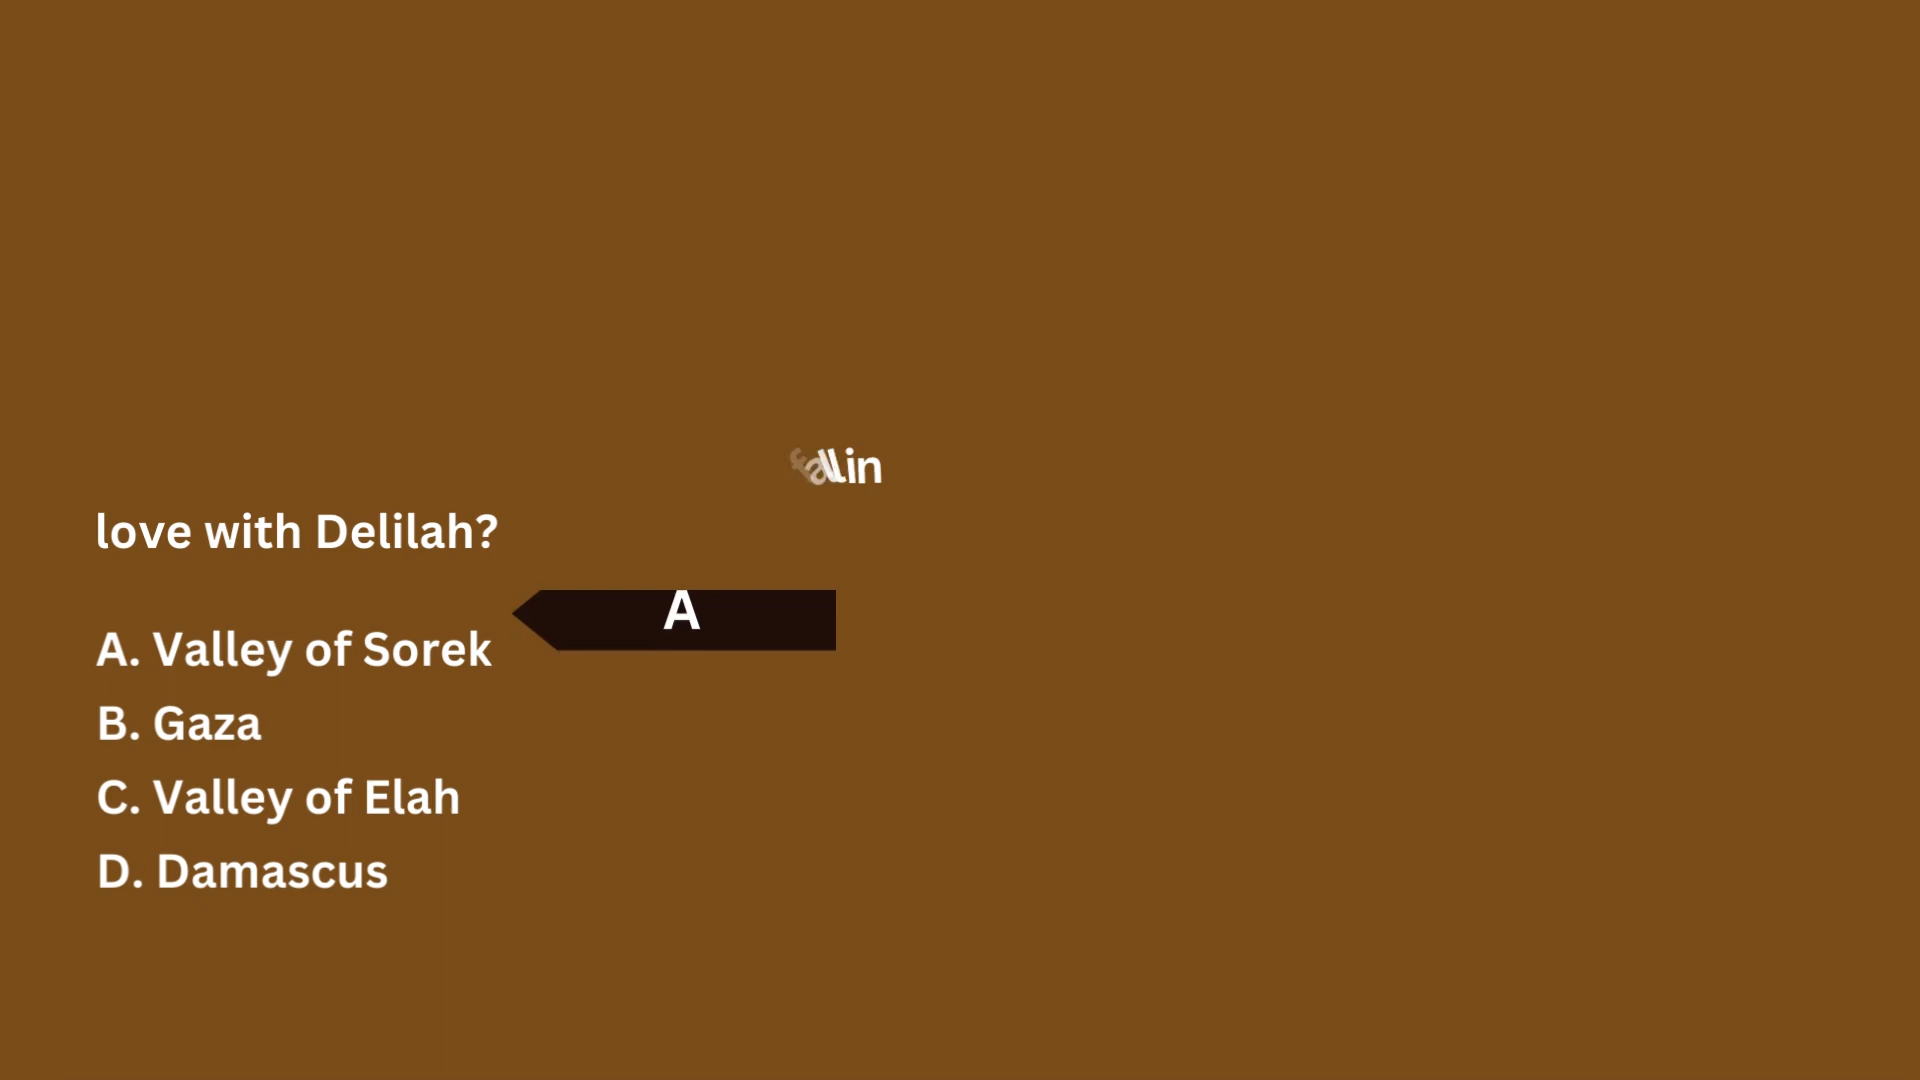 fall in
love with Delilah?
A
A. Valley of Sorek
B. Gaza
C. Valley of Elah
D. Damascus